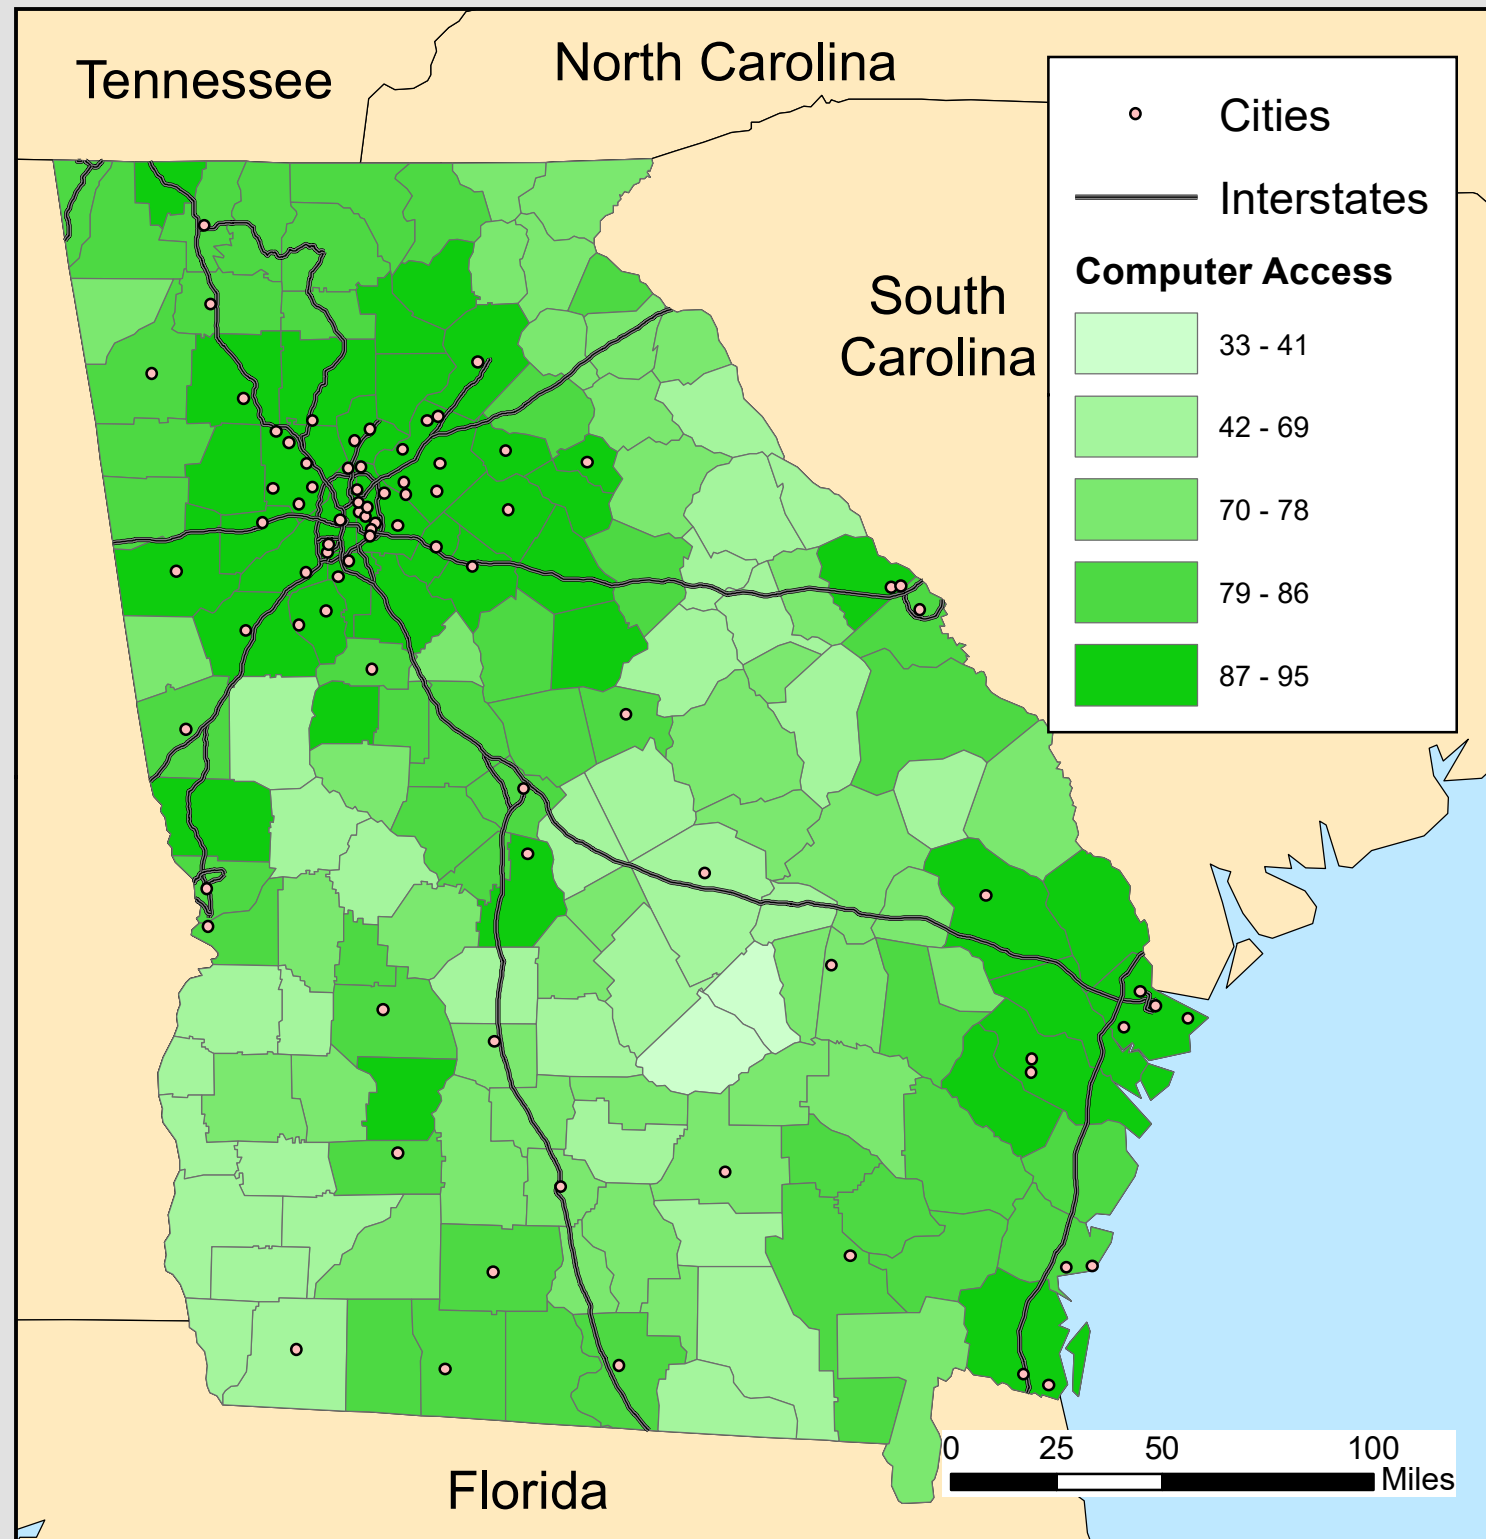 Tennessee
North Carolina
South
Carolina
Florida
Cities
Interstates
Computer Access
33 - 41
42 - 69
70 - 78
79 - 86
87 - 95
0 25 50 100
Miles